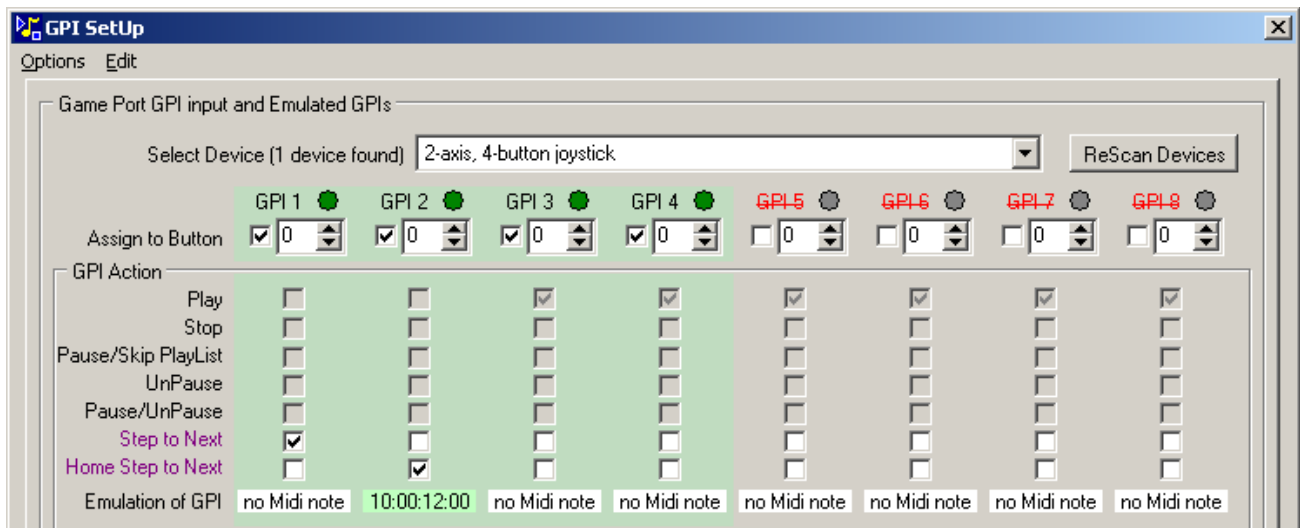 GPI SetUp
Options Edit
Game Port GPI input and Emulated GPIs
Select Device (1 device found) 2-axis, 4-button joystick ReScan Devices
GPI 1 GPI 2 GPI 3 GPI 4 GPI 5 GPI 6 GPI 7 GPI 8
Assign to Button 0 0 0 0 0 0 0 0
GPI Action
Play
Stop
Pause/Skip PlayList
UnPause
Pause/UnPause
Step to Next
Home Step to Next
Emulation of GPI no Midi note 10:00:12:00 no Midi note no Midi note no Midi note no Midi note no Midi note no Midi note